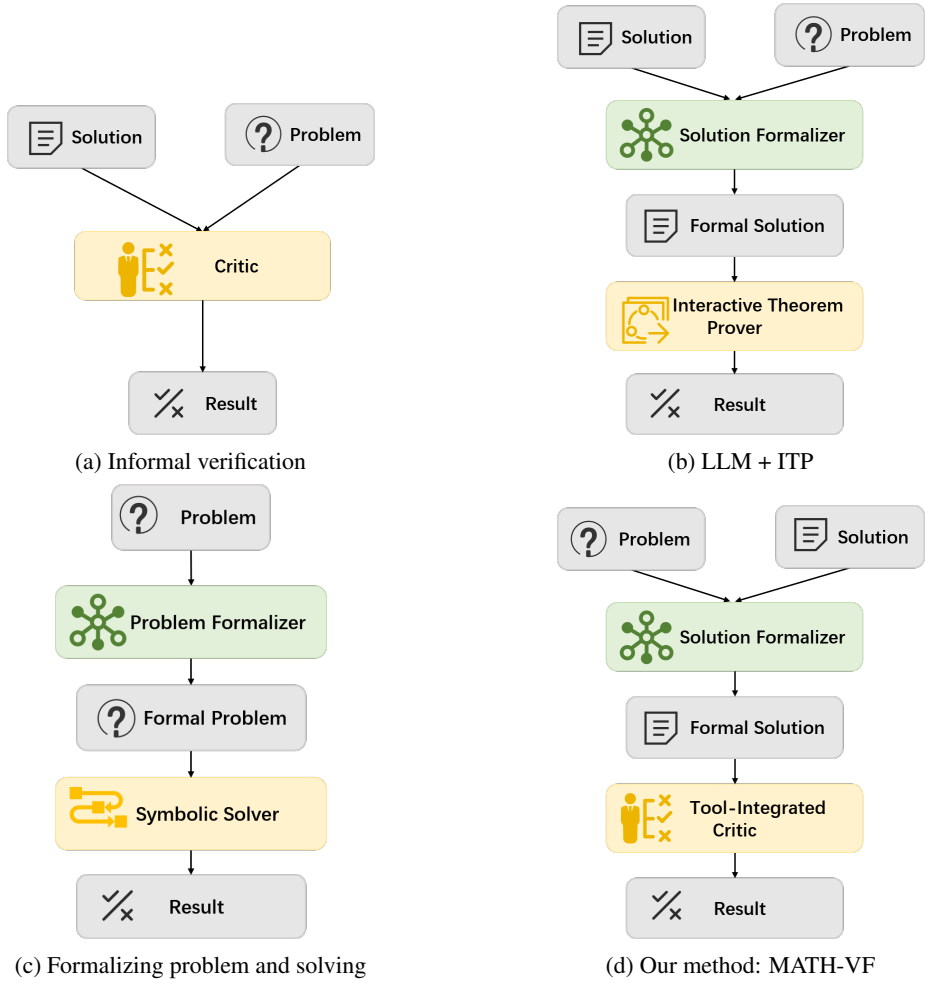 Solution
Problem
Critic
Result
(a) Informal verification
Solution
Problem
Solution Formalizer
Formal Solution
Interactive Theorem
Prover
Result
(b) LLM + ITP
Problem
Problem Formalizer
Formal Problem
Symbolic Solver
Result
(c) Formalizing problem and solving
Problem
Solution
Solution Formalizer
Formal Solution
Tool-Integrated
Critic
Result
(d) Our method: MATH-VF